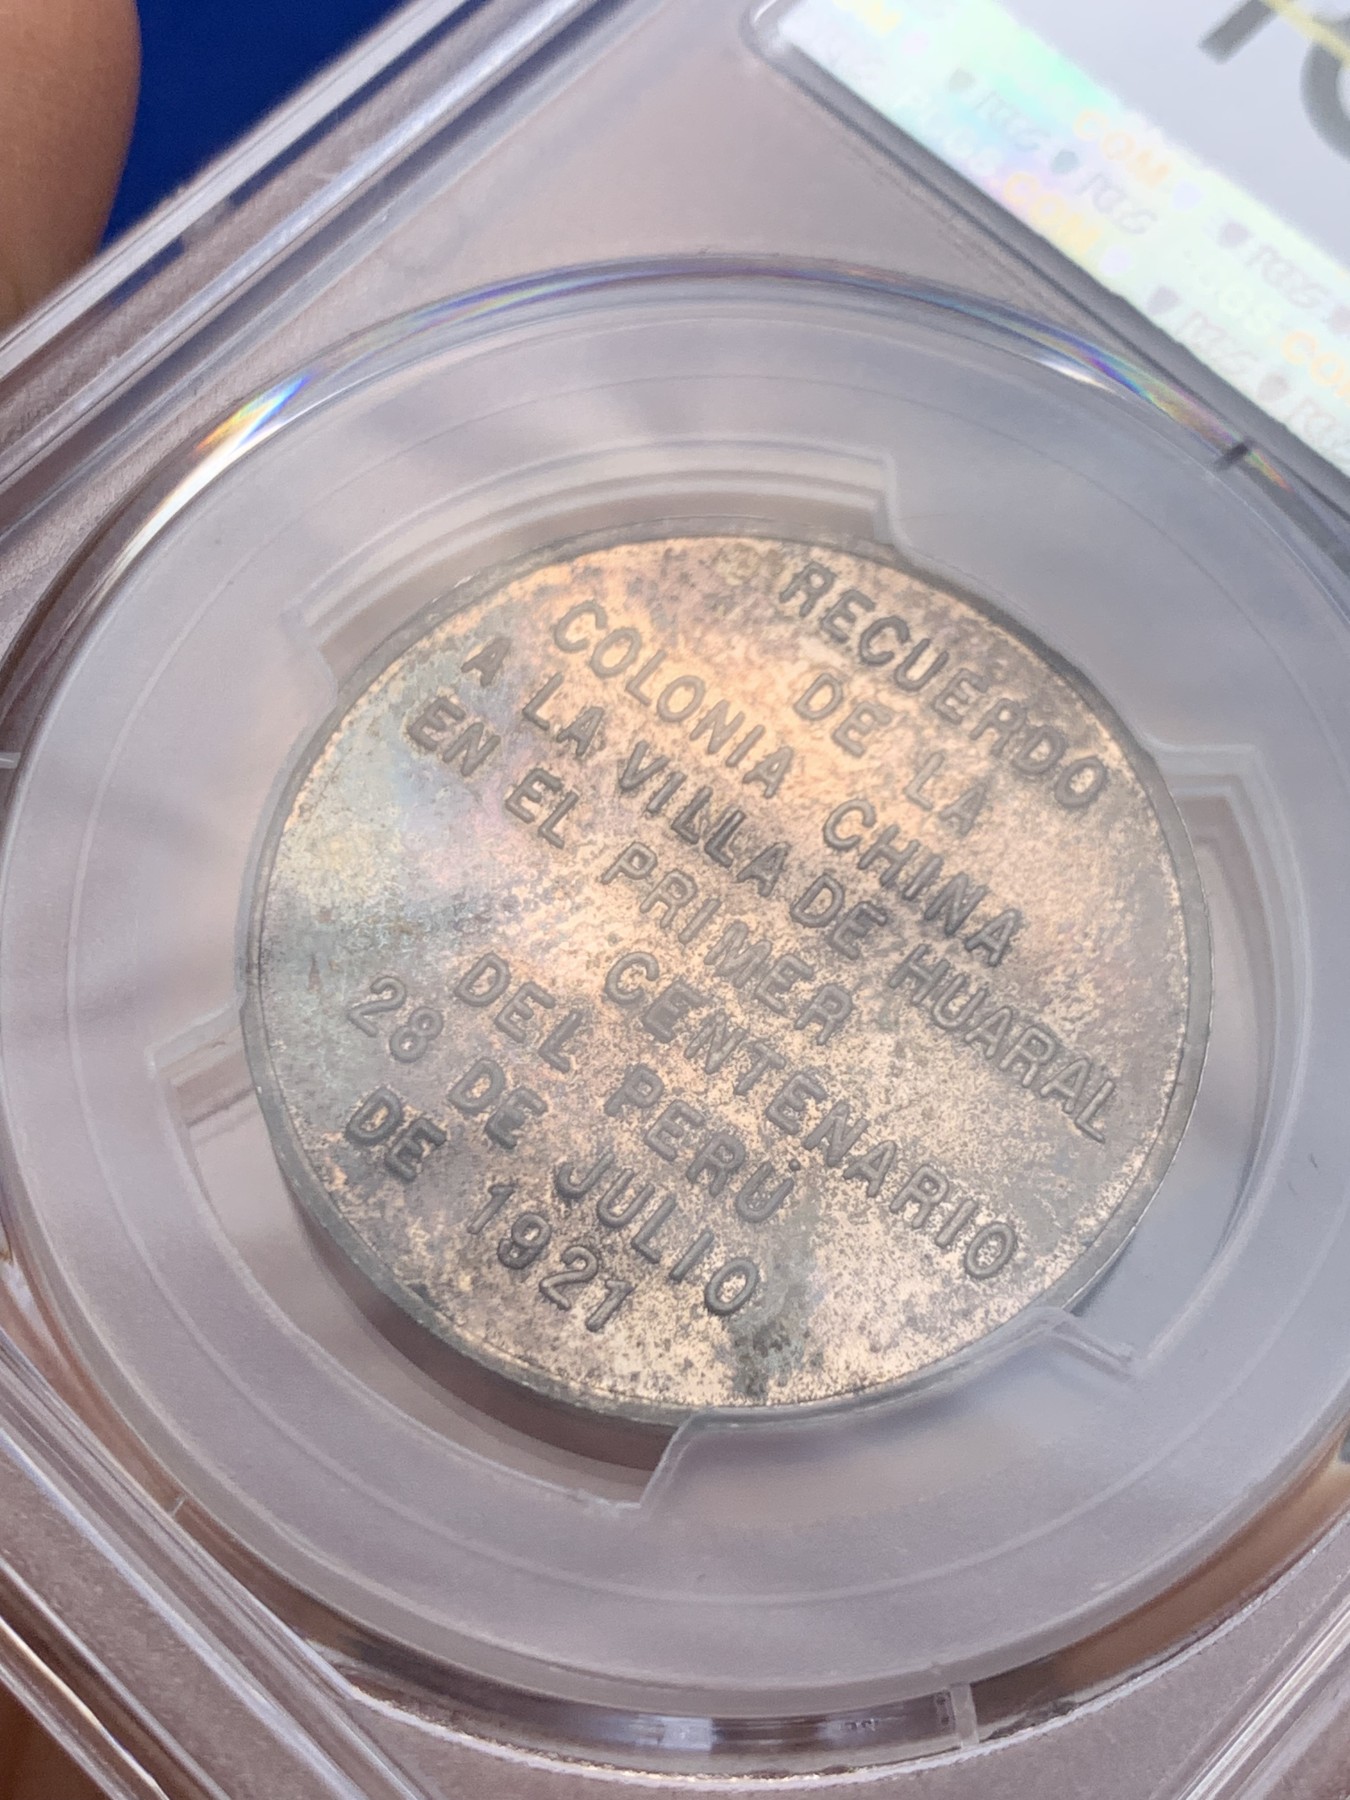 RECUERDO
DE LA
COLONIA CHINA
A LA VILLA DE HUARAL
EN EL PRIMER
CENTENARIO
DEL PERÚ
28 DE JULIO
DE 1921